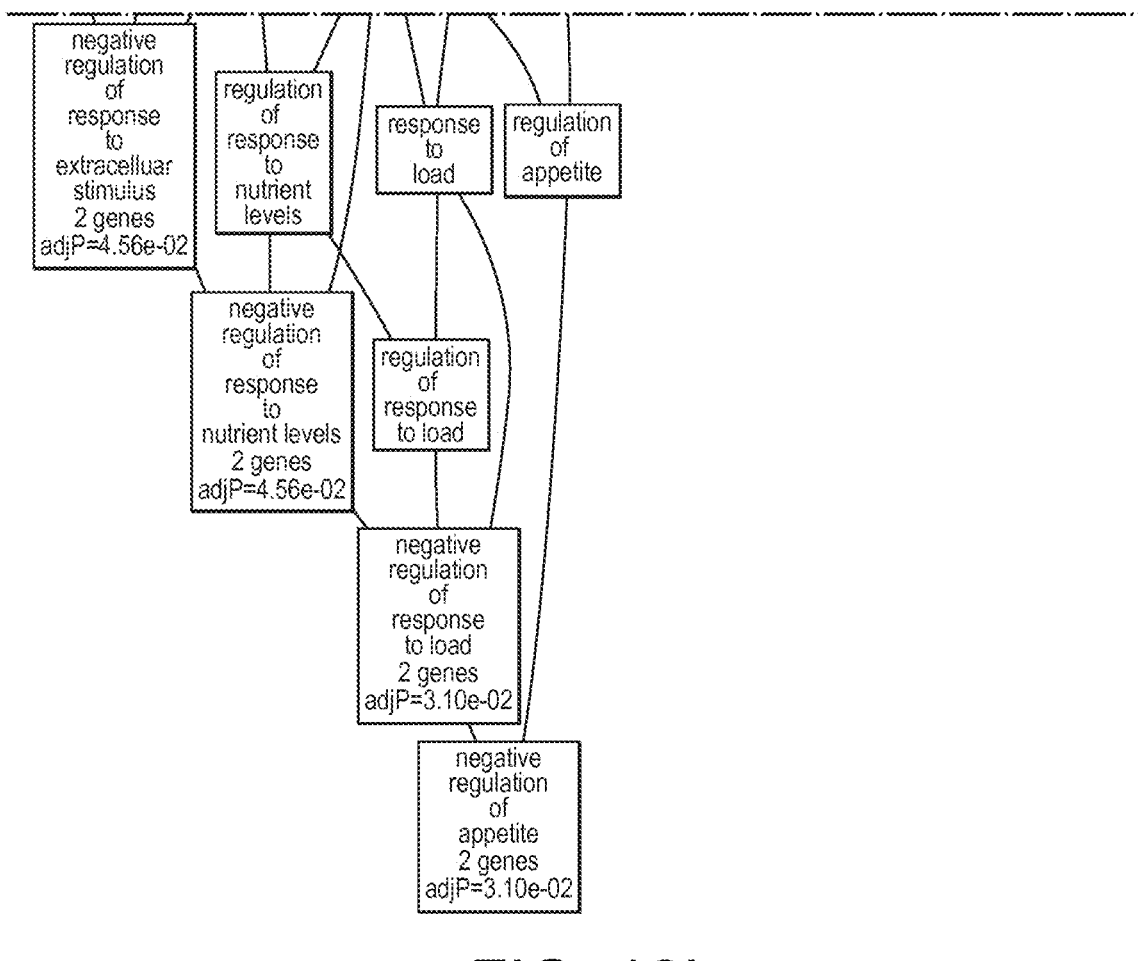 negative
regulation
of
response
to
extracelluar
stimulus
2 genes
adjP=4.56e-02
regulation
of
response
to
nutrient
levels
response
to
load
regulation
of
appetite
negative
regulation
of
response
to
nutrient levels
2 genes
adjP=4.56e-02
regulation
of
response
to load
negative
regulation
of
response
to load
2 genes
adjP=3.10e-02
negative
regulation
of
appetite
2 genes
adjP=3.10e-02